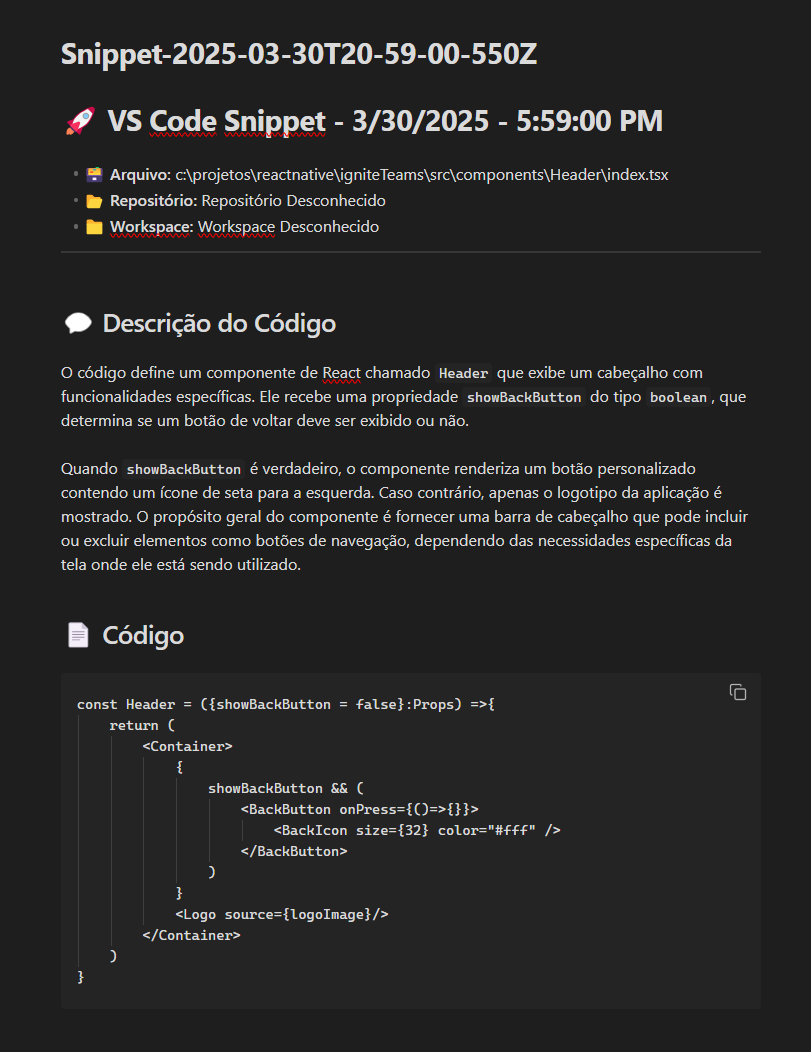 Snippet-2025-03-30T20-59-00-550Z
🚀 VS Code Snippet - 3/30/2025 - 5:59:00 PM
Arquivo: c:\projetos\reactnative\igniteTeams\src\components\Header\index.tsx
Repositório: Repositório Desconhecido
Workspace: Workspace Desconhecido
Descrição do Código
O código define um componente de React chamado Header que exibe um cabeçalho com
funcionalidades específicas. Ele recebe uma propriedade showBackButton do tipo boolean, que
determina se um botão de voltar deve ser exibido ou não.
Quando showBackButton é verdadeiro, o componente renderiza um botão personalizado
contendo um ícone de seta para a esquerda. Caso contrário, apenas o logotipo da aplicação é
mostrado. O propósito geral do componente é fornecer uma barra de cabeçalho que pode incluir
ou excluir elementos como botões de navegação, dependendo das necessidades específicas da
tela onde ele está sendo utilizado.
Código
const Header = ({showBackButton = false}:Props) =>{
    return (
        <Container>
            {
                showBackButton && (
                    <BackButton onPress={()=>{}}>
                        <BackIcon size={32} color="#fff" />
                    </BackButton>
                )
            }
            <Logo source={logoImage}/>
        </Container>
    )
}